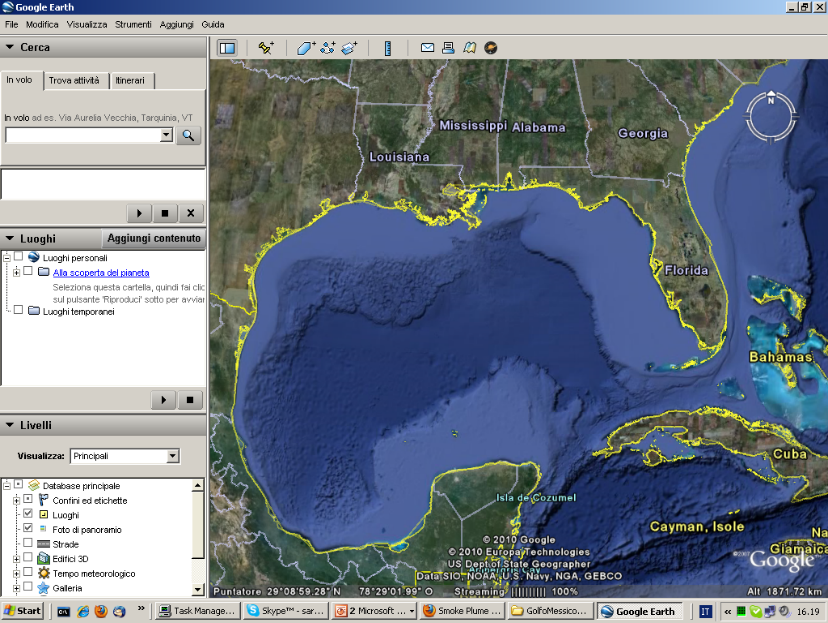 Google Earth
File Modifica Visualizza Strumenti Aggiungi Guida
Cerca
In volo Trova attività Itinerari
In volo ad es. Via Aurelia Vecchia, Tarquinia, VT
Luoghi Aggiungi contenuto
Luoghi personali
Alla scoperta del pianeta
Seleziona questa cartella, quindi fai clic
sul pulsante 'Riproduci' sotto per avviar
Luoghi temporanei
Livelli
Visualizza: Principali
Database principale
Confini ed etichette
Luoghi
Foto di panoramio
Strade
Edifici 3D
Tempo meteorologico
Galleria
N
Mississippi Alabama
Georgia
Louisiana
Florida
Bahamas
Cuba
Isla de Cozumel
Cayman, Isole
Na
Giamaica
© 2010 Google
© 2010 Europa Technologies
US Dept of State Geographer
Data SIO, NOAA, U.S. Navy, NGA, GEBCO
Google
Puntatore 29°08'59.28" N 78°29'01.99" O Streaming 100% Alt 1871.72 km
Start Task Manage... Skype™ - sar... 2 Microsoft ... Smoke Plume ... GolfoMessico... Google Earth IT 16.19